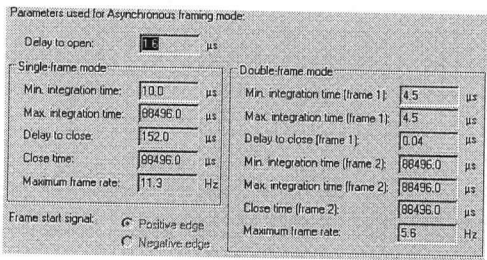 Parameters used for Asynchronous framing mode:
Delay to open: 1.6 µs
Single-frame mode
Min. integration time: 10.0 µs
Max. integration time: 88496.0 µs
Delay to close: 152.0 µs
Close time: 88496.0 µs
Maximum frame rate: 11.3 Hz
Frame start signal: Positive edge
Negative edge
Double-frame mode
Min. integration time (frame 1): 4.5 µs
Max. integration time (frame 1): 4.5 µs
Delay to close (frame 1): 0.04 µs
Min. integration time (frame 2): 88496.0 µs
Max. integration time (frame 2): 88496.0 µs
Close time (frame 2): 88496.0 µs
Maximum frame rate: 5.6 Hz